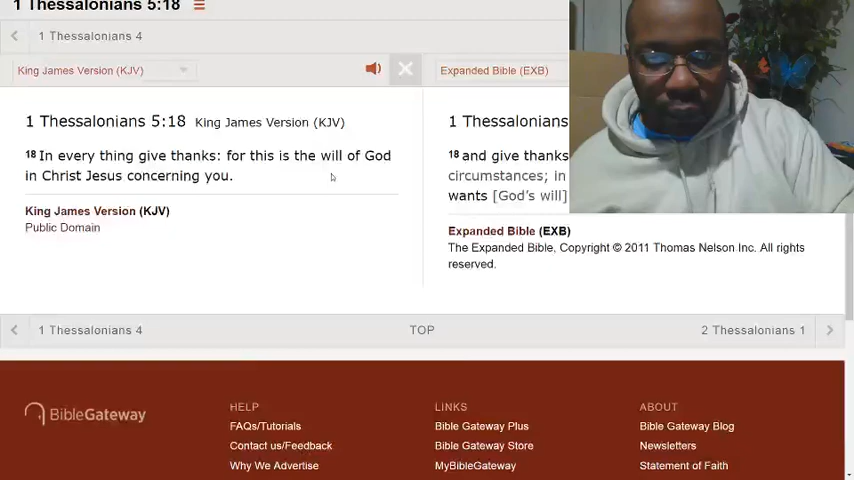 1 Thessalonians 5:18
1 Thessalonians 4
King James Version (KJV)
Expanded Bible (EXB)
1 Thessalonians 5:18 King James Version (KJV)
18 In every thing give thanks: for this is the will of God
in Christ Jesus concerning you.
King James Version (KJV)
Public Domain
1 Thessalonians
18 and give thanks
circumstances; in
wants [God's will]
Expanded Bible (EXB)
The Expanded Bible, Copyright © 2011 Thomas Nelson Inc. All rights
reserved.
1 Thessalonians 4
TOP
2 Thessalonians 1
BibleGateway
HELP
FAQs/Tutorials
Contact us/Feedback
Why We Advertise
LINKS
Bible Gateway Plus
Bible Gateway Store
MyBibleGateway
ABOUT
Bible Gateway Blog
Newsletters
Statement of Faith